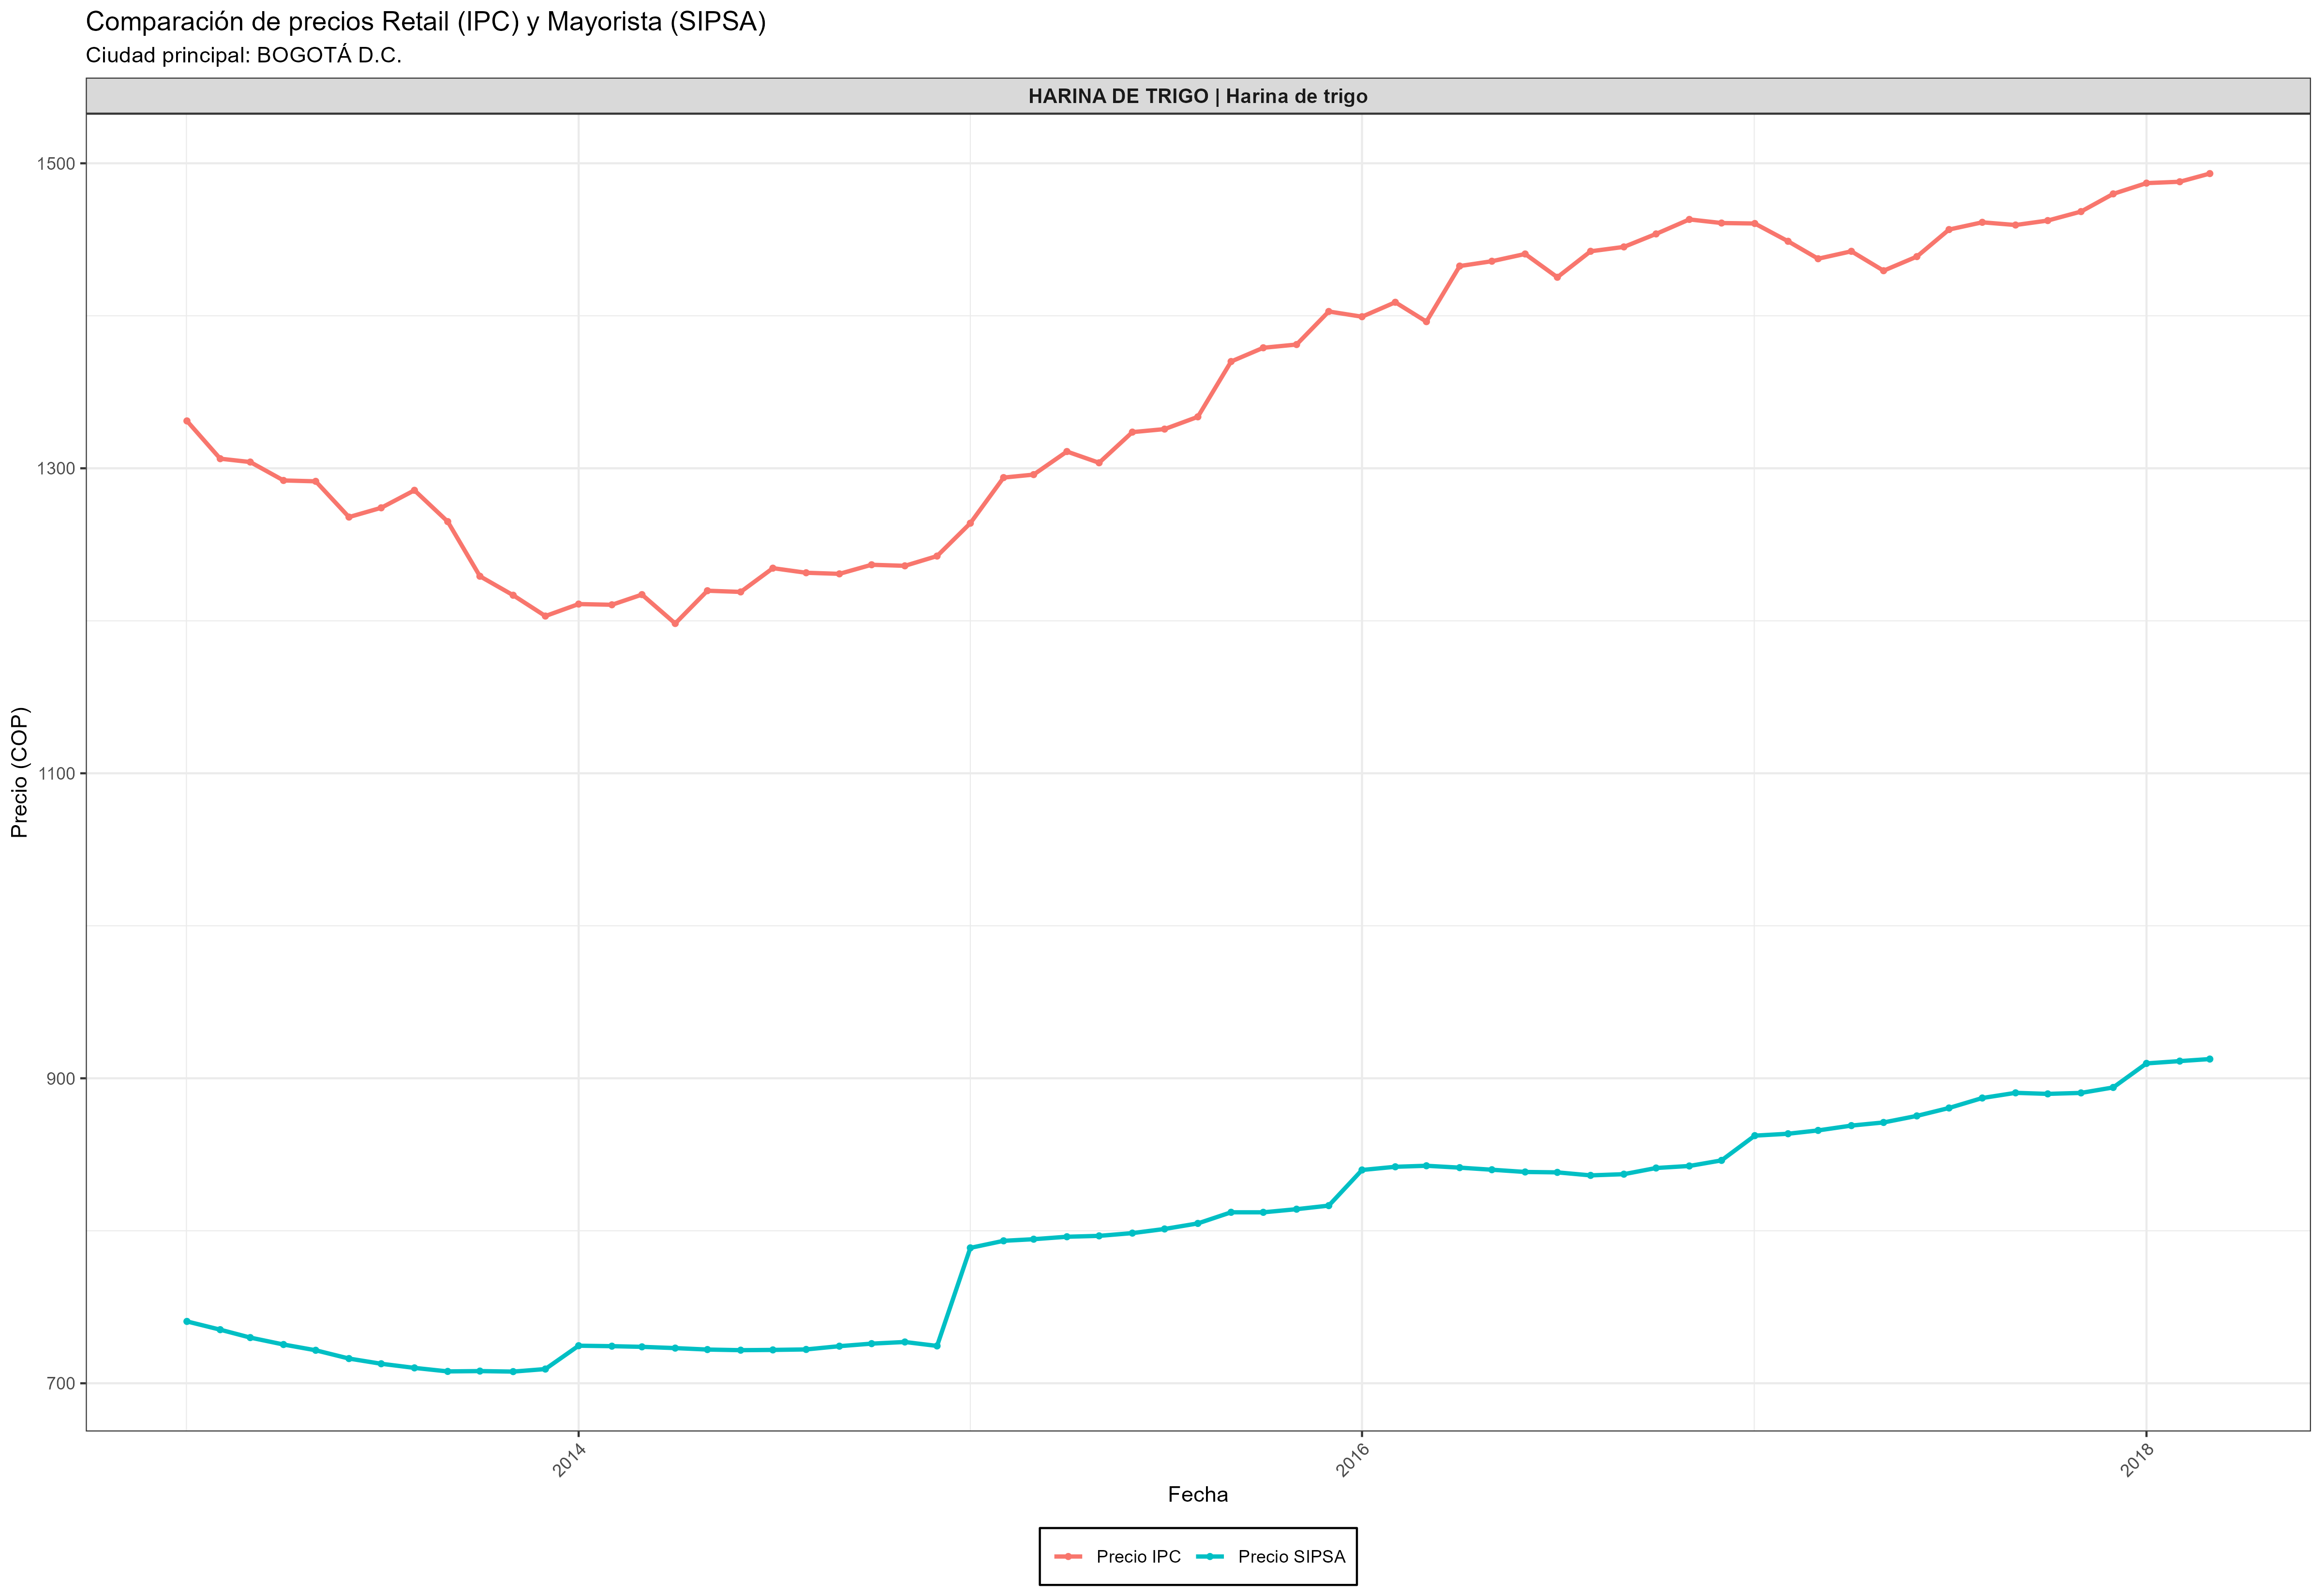 Comparación de precios Retail (IPC) y Mayorista (SIPSA)
Ciudad principal: BOGOTÁ D.C.
HARINA DE TRIGO | Harina de trigo
Precio (COP)
1500
1300
1100
900
700
2014
2016
2018
Fecha
Precio IPC
Precio SIPSA